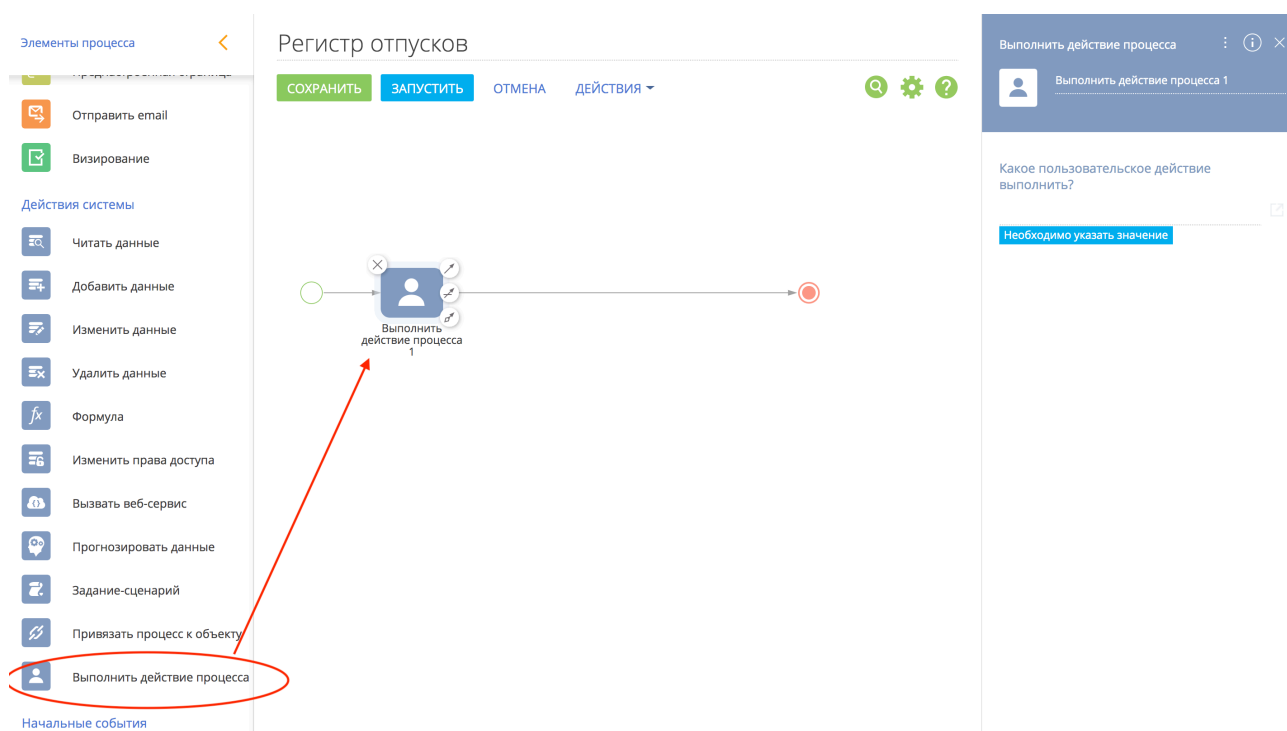 Элементы процесса
Регистр отпусков
СОХРАНИТЬ
ЗАПУСТИТЬ
ОТМЕНА
ДЕЙСТВИЯ
Отправить email
Визирование
Действия системы
Читать данные
Добавить данные
Изменить данные
Удалить данные
fx
Формула
Изменить права доступа
Вызвать веб-сервис
Прогнозировать данные
Задание-сценарий
Привязать процесс к объекту
Выполнить действие процесса
Начальные события
Выполнить
действие процесса
1
Выполнить действие процесса
Выполнить действие процесса 1
Какое пользовательское действие
выполнить?
Необходимо указать значение